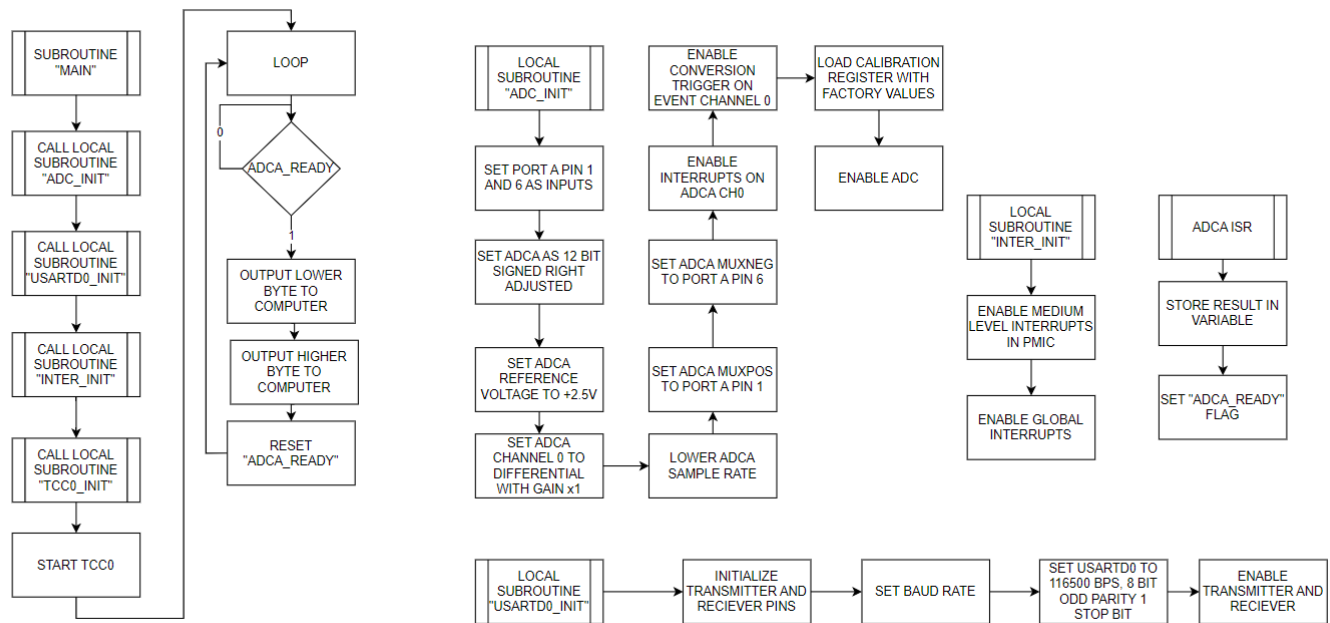 SUBROUTINE
"MAIN"
CALL LOCAL
SUBROUTINE
"ADC_INIT"
CALL LOCAL
SUBROUTINE
"USARTD0_INIT"
CALL LOCAL
SUBROUTINE
"INTER_INIT"
CALL LOCAL
SUBROUTINE
"TCC0_INIT"
START TCC0
LOOP
0
ADCA_READY
1
OUTPUT LOWER
BYTE TO
COMPUTER
OUTPUT HIGHER
BYTE TO
COMPUTER
RESET
"ADCA_READY"
LOCAL
SUBROUTINE
"ADC_INIT"
SET PORT A PIN 1
AND 6 AS INPUTS
SET ADCA AS 12 BIT
SIGNED RIGHT
ADJUSTED
SET ADCA
REFERENCE
VOLTAGE TO +2.5V
SET ADCA
CHANNEL 0 TO
DIFFERENTIAL
WITH GAIN x1
LOWER ADCA
SAMPLE RATE
SET ADCA MUXPOS
TO PORT A PIN 1
SET ADCA MUXNEG
TO PORT A PIN 6
ENABLE
INTERRUPTS ON
ADCA CH0
ENABLE
CONVERSION
TRIGGER ON
EVENT CHANNEL 0
LOAD CALIBRATION
REGISTER WITH
FACTORY VALUES
ENABLE ADC
LOCAL
SUBROUTINE
"INTER_INIT"
ENABLE MEDIUM
LEVEL INTERRUPTS
IN PMIC
ENABLE GLOBAL
INTERRUPTS
ADCA ISR
STORE RESULT IN
VARIABLE
SET "ADCA_READY"
FLAG
LOCAL
SUBROUTINE
"USARTD0_INIT"
INITIALIZE
TRANSMITTER AND
RECIEVER PINS
SET BAUD RATE
SET USARTD0 TO
116500 BPS, 8 BIT
ODD PARITY 1
STOP BIT
ENABLE
TRANSMITTER AND
RECIEVER